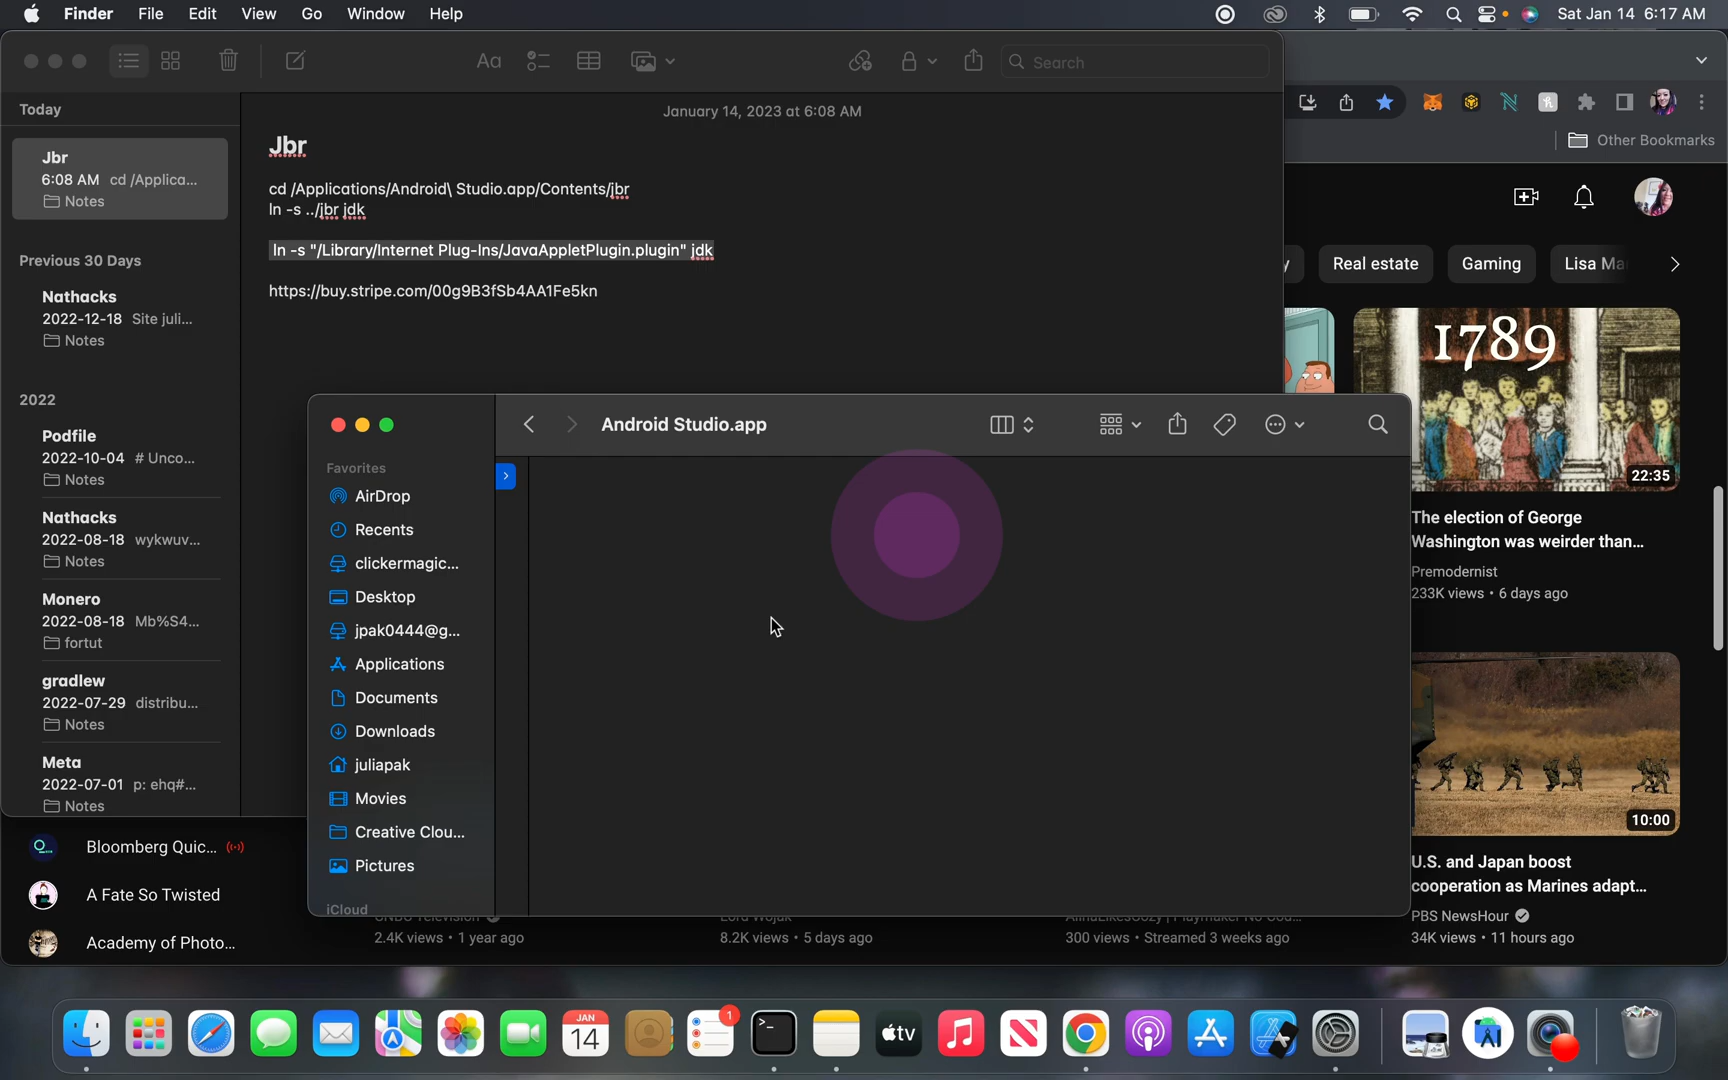 Finder File Edit View Go Window Help
Sat Jan 14 6:17 AM
Aa
Search
Today
Jbr
6:08 AM cd /Applica...
Notes
Previous 30 Days
Nathacks
2022-12-18 Site juli...
Notes
2022
Podfile
2022-10-04 # Unco...
Notes
Nathacks
2022-08-18 wykwuv...
Notes
Monero
2022-08-18 Mb%S4...
fortut
gradlew
2022-07-29 distribu...
Notes
Meta
2022-07-01 p: ehq#...
Notes
January 14, 2023 at 6:08 AM
Jbr
cd /Applications/Android\ Studio.app/Contents/jbr
ln -s ../jbr jdk
ln -s "/Library/Internet Plug-Ins/JavaAppletPlugin.plugin" jdk
https://buy.stripe.com/00g9B3fSb4AA1Fe5kn
Android Studio.app
Favorites
AirDrop
Recents
clickermagic...
Desktop
jpak0444@g...
Applications
Documents
Downloads
juliapak
Movies
Creative Clou...
Pictures
iCloud
Other Bookmarks
Real estate
Gaming
Lisa Ma
1789
22:35
The election of George
Washington was weirder than...
Premodernist
233K views • 6 days ago
10:00
U.S. and Japan boost
cooperation as Marines adapt...
PBS NewsHour
34K views • 11 hours ago
Bloomberg Quic...
A Fate So Twisted
Academy of Photo...
2.4K views • 1 year ago
8.2K views • 5 days ago
300 views • Streamed 3 weeks ago
JAN
14
1
tv